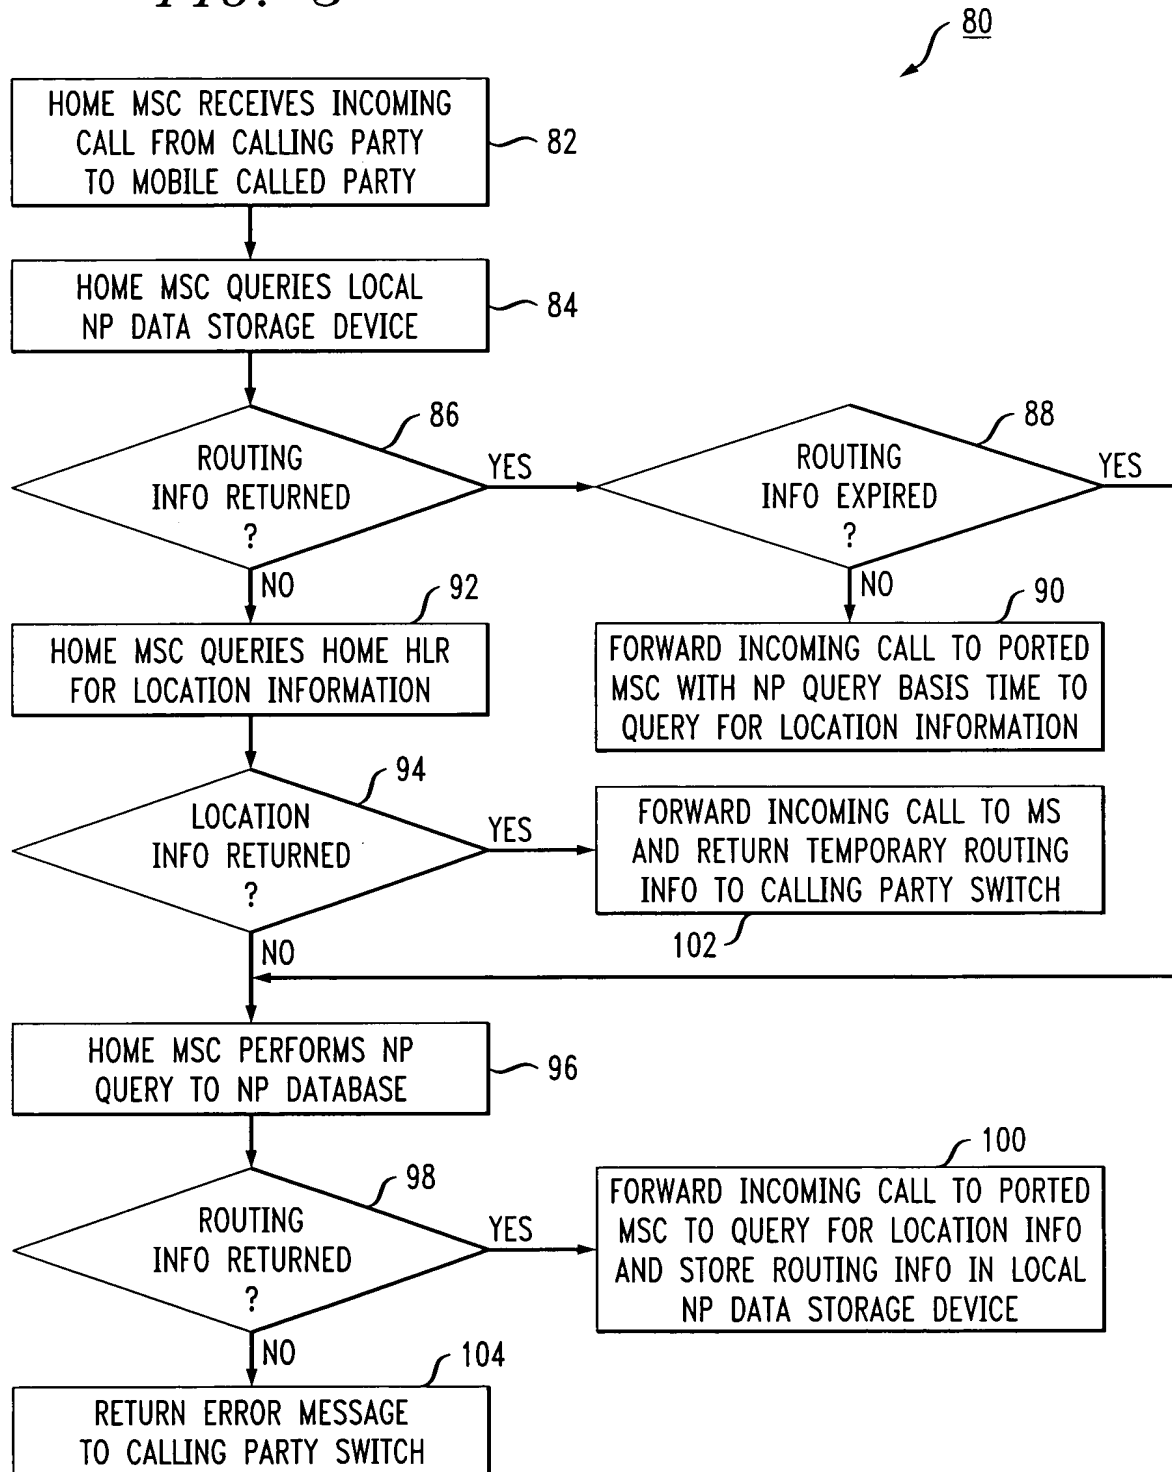 80
HOME MSC RECEIVES INCOMING
CALL FROM CALLING PARTY
TO MOBILE CALLED PARTY
82
HOME MSC QUERIES LOCAL
NP DATA STORAGE DEVICE
84
86
ROUTING
INFO RETURNED
?
YES
NO
88
ROUTING
INFO EXPIRED
?
YES
NO
92
HOME MSC QUERIES HOME HLR
FOR LOCATION INFORMATION
90
FORWARD INCOMING CALL TO PORTED
MSC WITH NP QUERY BASIS TIME TO
QUERY FOR LOCATION INFORMATION
94
LOCATION
INFO RETURNED
?
YES
NO
FORWARD INCOMING CALL TO MS
AND RETURN TEMPORARY ROUTING
INFO TO CALLING PARTY SWITCH
102
HOME MSC PERFORMS NP
QUERY TO NP DATABASE
96
98
ROUTING
INFO RETURNED
?
YES
NO
100
FORWARD INCOMING CALL TO PORTED
MSC TO QUERY FOR LOCATION INFO
AND STORE ROUTING INFO IN LOCAL
NP DATA STORAGE DEVICE
104
RETURN ERROR MESSAGE
TO CALLING PARTY SWITCH